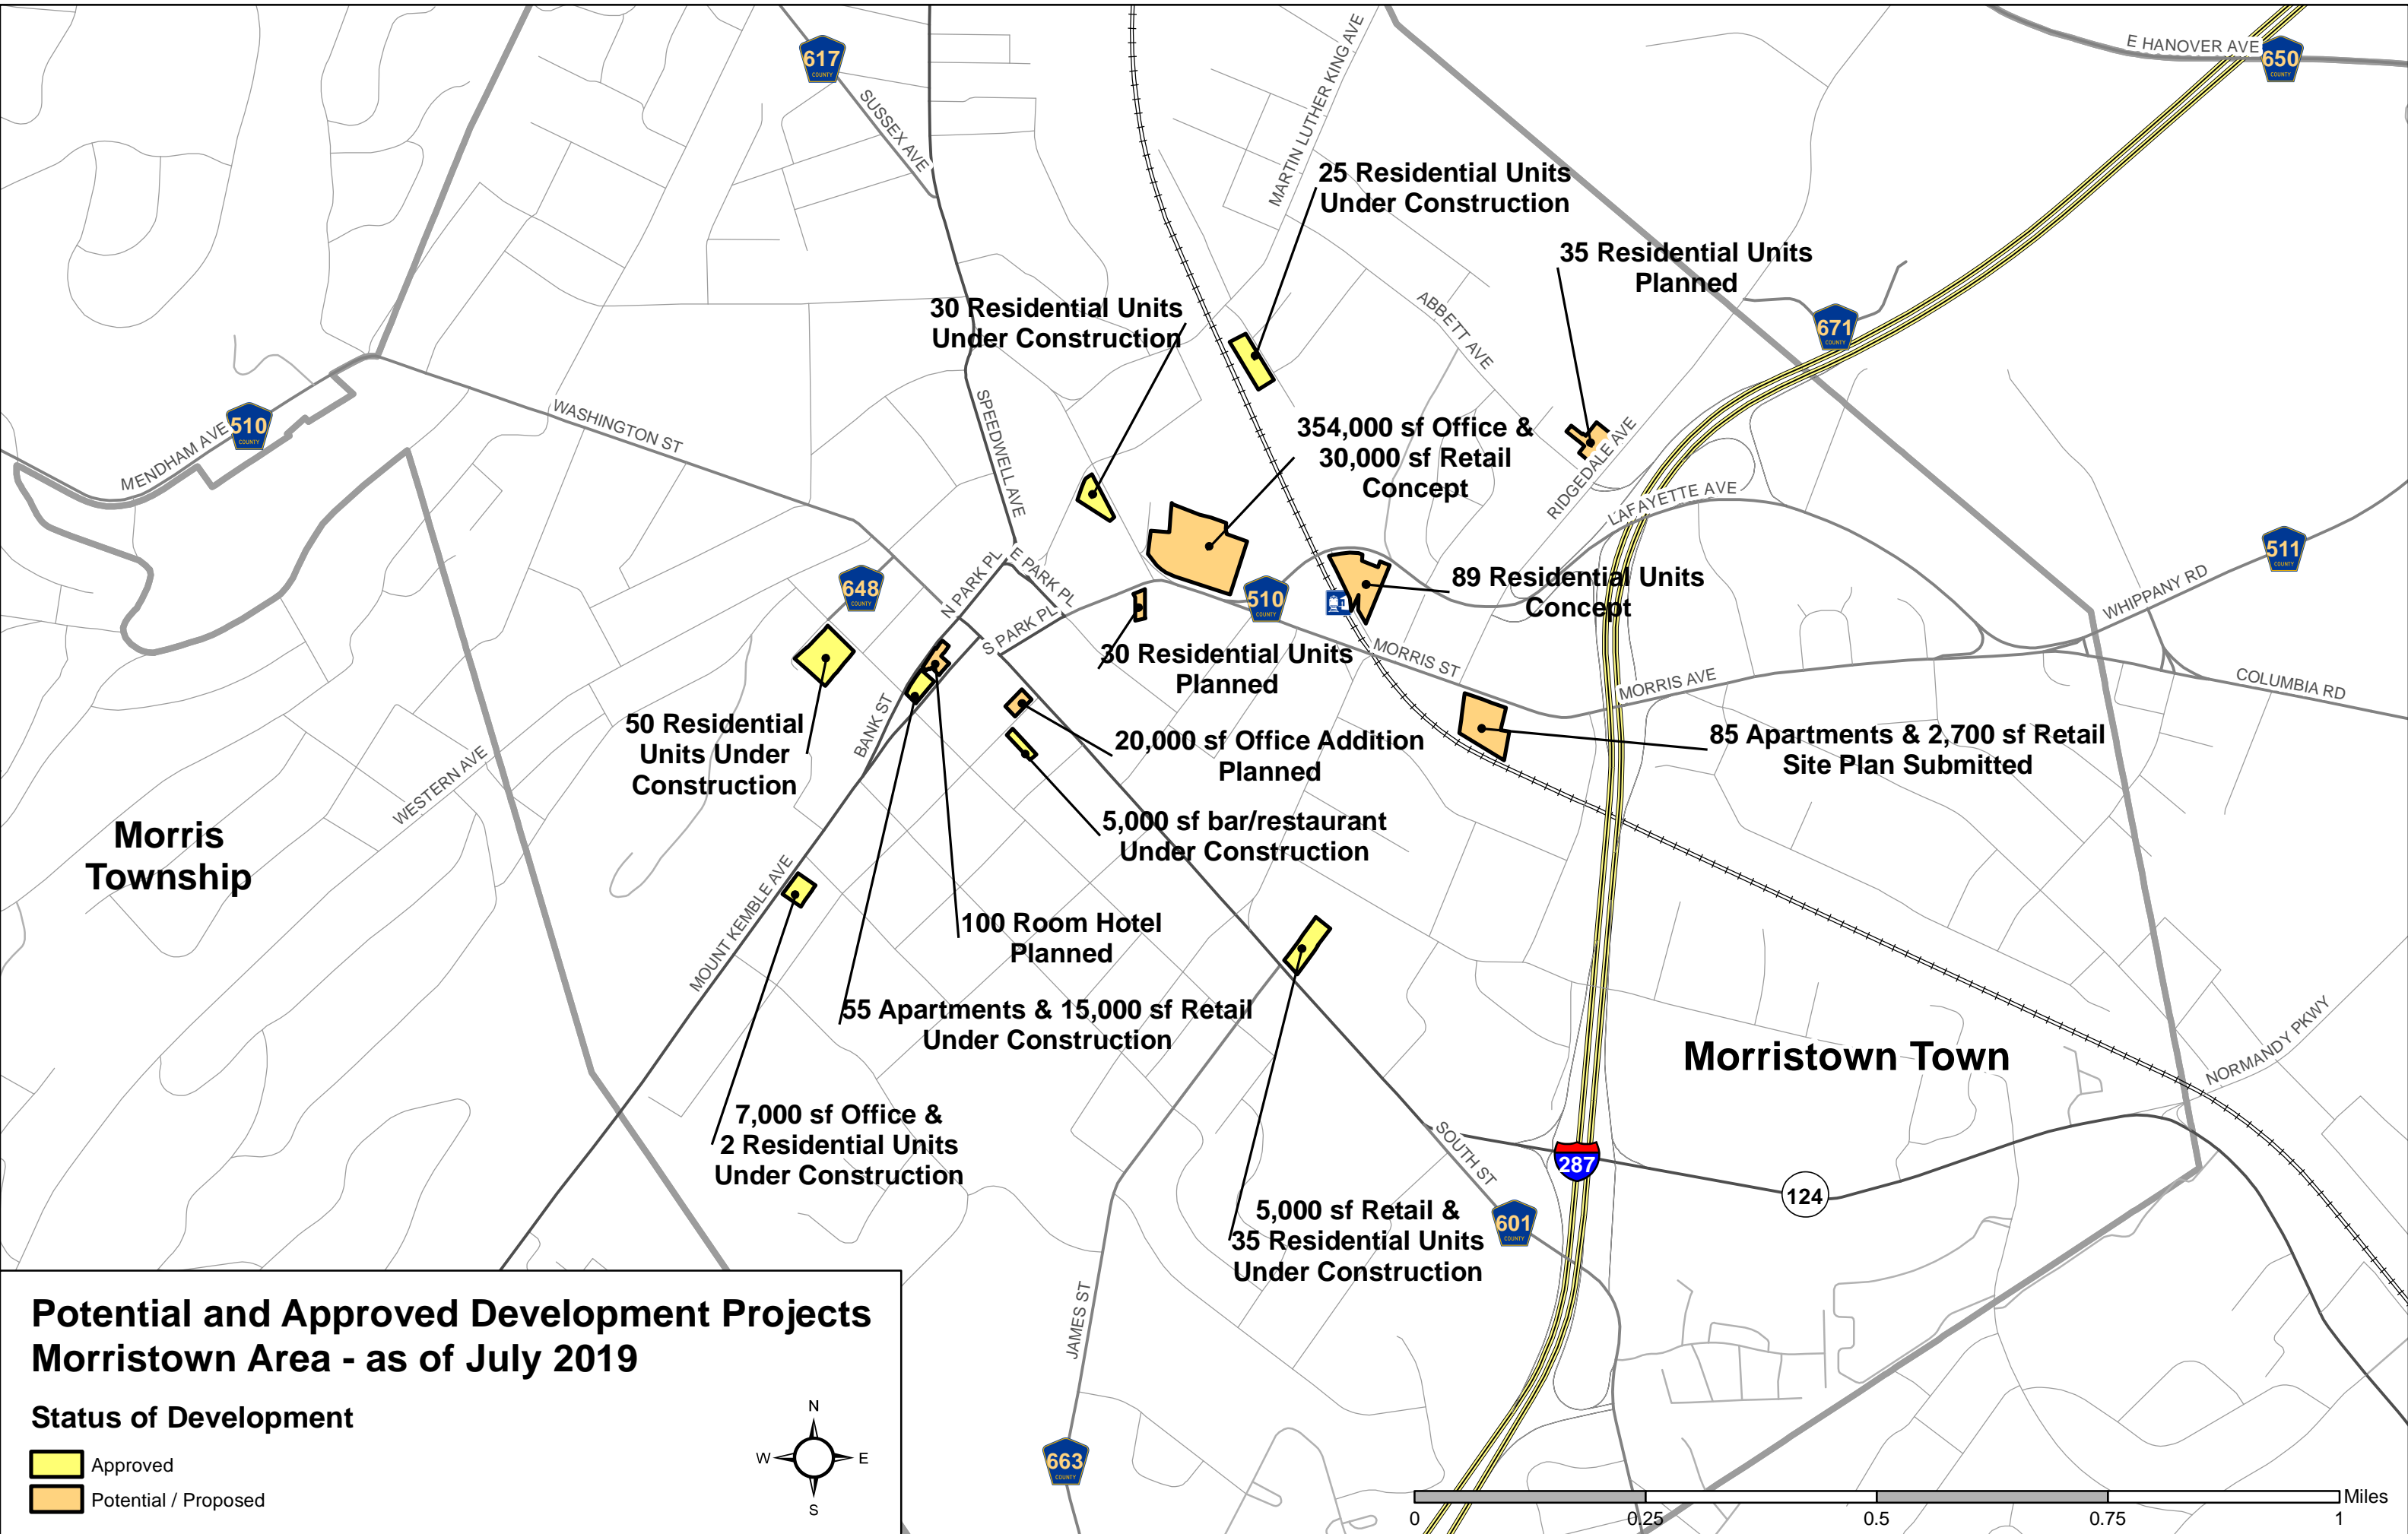 617
COUNTY
SUSSEX AVE
MARTIN LUTHER KING AVE
E HANOVER AVE
650
COUNTY
25 Residential Units
Under Construction
35 Residential Units
Planned
30 Residential Units
Under Construction
ABBETT AVE
671
COUNTY
510
COUNTY
MENDHAM AVE
WASHINGTON ST
SPEEDWELL AVE
354,000 sf Office &
30,000 sf Retail
Concept
RIDGEDALE AVE
LAFAYETTE AVE
511
COUNTY
WHIPPANY RD
COLUMBIA RD
648
COUNTY
N PARK PL
E PARK PL
S PARK PL
510
COUNTY
89 Residential Units
Concept
30 Residential Units
Planned
MORRIS ST
MORRIS AVE
50 Residential
Units Under
Construction
BANK ST
20,000 sf Office Addition
Planned
85 Apartments & 2,700 sf Retail
Site Plan Submitted
WESTERN AVE
Morris
Township
5,000 sf bar/restaurant
Under Construction
MOUNT KEMBLE AVE
100 Room Hotel
Planned
55 Apartments & 15,000 sf Retail
Under Construction
Morristown Town
NORMANDY PKWY
7,000 sf Office &
2 Residential Units
Under Construction
SOUTH ST
287
124
601
COUNTY
5,000 sf Retail &
35 Residential Units
Under Construction
JAMES ST
663
COUNTY
Potential and Approved Development Projects
Morristown Area - as of July 2019
Status of Development
Approved
Potential / Proposed
N
W E
S
Miles
0 0.25 0.5 0.75 1